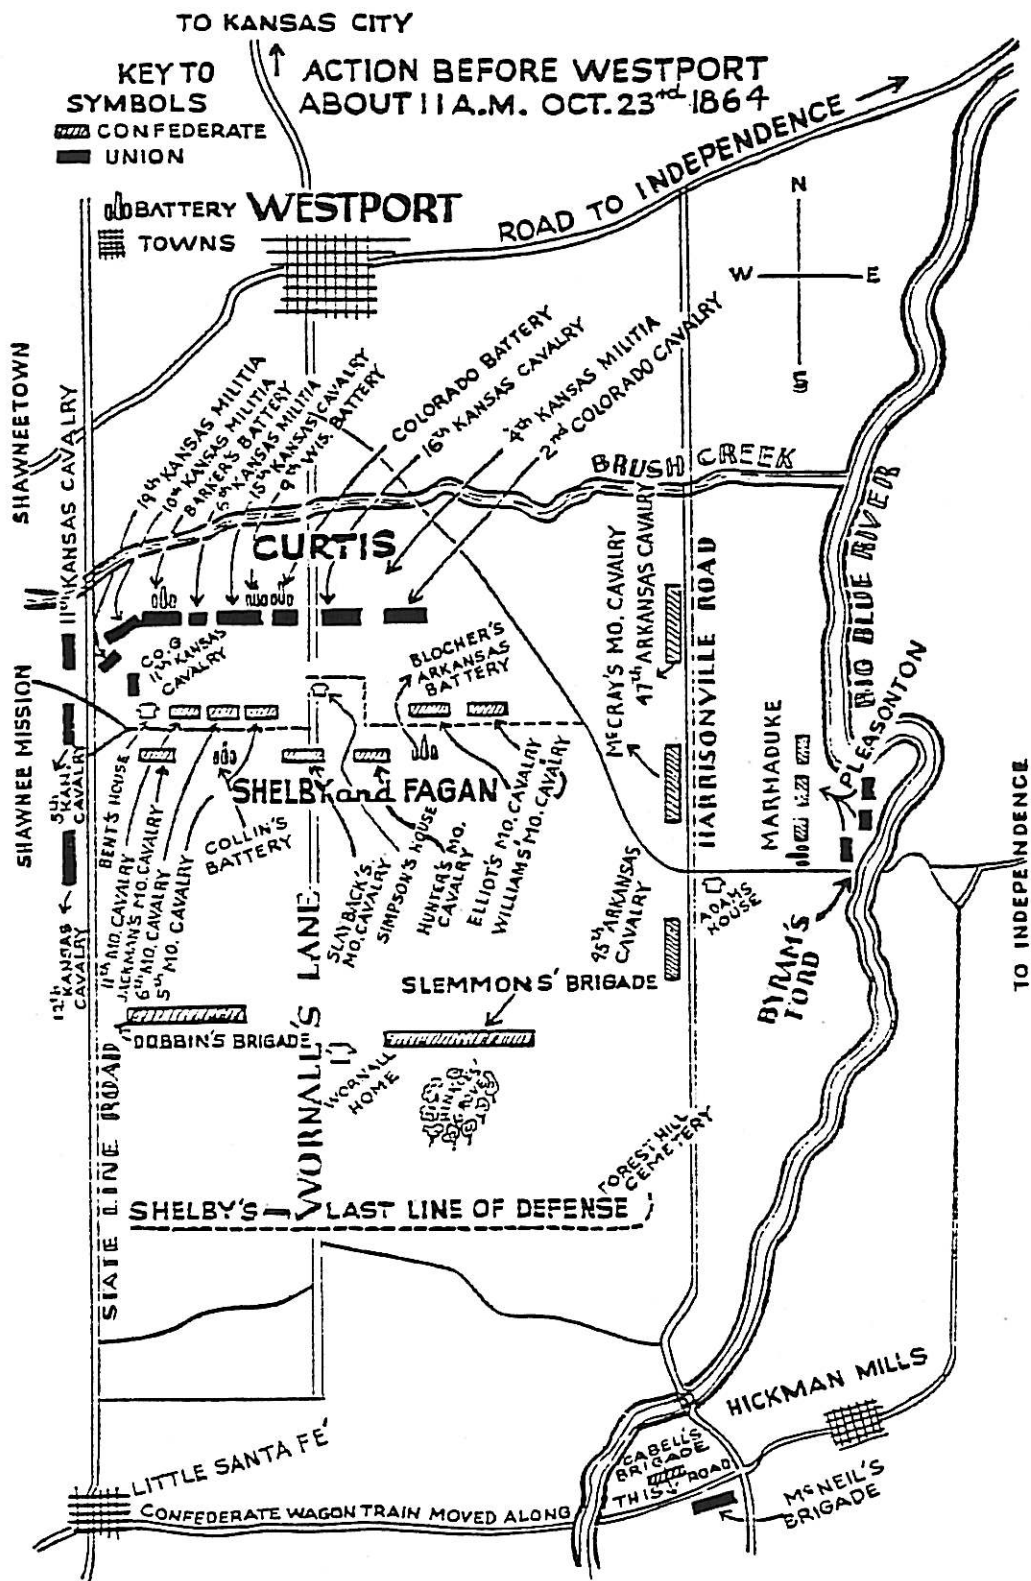 TO KANSAS CITY
KEY TO
SYMBOLS
CONFEDERATE
UNION
BATTERY
TOWNS
ACTION BEFORE WESTPORT
ABOUT 11 A.M. OCT. 23rd 1864
WESTPORT
ROAD TO INDEPENDENCE
N
W
E
S
SHAWNEETOWN
11th KANSAS CAVALRY
19th KANSAS MILITIA
10th KANSAS MILITIA
BARKER'S BATTERY
6th KANSAS MILITIA
15th KANSAS CAVALRY
9th WIS. BATTERY
COLORADO BATTERY
16th KANSAS CAVALRY
4th KANSAS MILITIA
2nd COLORADO CAVALRY
BRUSH CREEK
BIG BLUE RIVER
CURTIS
CO. G
11th KANSAS
CAVALRY
BLOCHER'S
ARKANSAS
BATTERY
McCRAY'S MO. CAVALRY
47th ARKANSAS CAVALRY
HARRISONVILLE ROAD
MARMADUKE
PLEASONTON
SHAWNEE MISSION
5th KANS.
CAVALRY
BENT'S HOUSE
SHELBY and FAGAN
11th MO. CAVALRY
JACKMAN'S MO. CAVALRY
6th MO. CAVALRY
5th MO. CAVALRY
COLLIN'S
BATTERY
SLAYBACK'S
MO. CAVALRY
SIMPSON'S HOUSE
HUNTER'S MO.
CAVALRY
ELLIOT'S MO. CAVALRY
WILLIAMS' MO. CAVALRY
95th ARKANSAS
CAVALRY
ADAMS
HOUSE
BYRAM'S
FORD
TO INDEPENDENCE
12th
KANSAS
CAVALRY
SLEMMONS' BRIGADE
DOBBIN'S BRIGADE
WORNALL'S LANE
WORNALL
HOME
GROVE
STATE LINE ROAD
FOREST HILL
CEMETERY
SHELBY'S LAST LINE OF DEFENSE
HICKMAN MILLS
LITTLE SANTA FE'
CABELL'S
BRIGADE
CONFEDERATE WAGON TRAIN MOVED ALONG THIS ROAD
McNEIL'S
BRIGADE